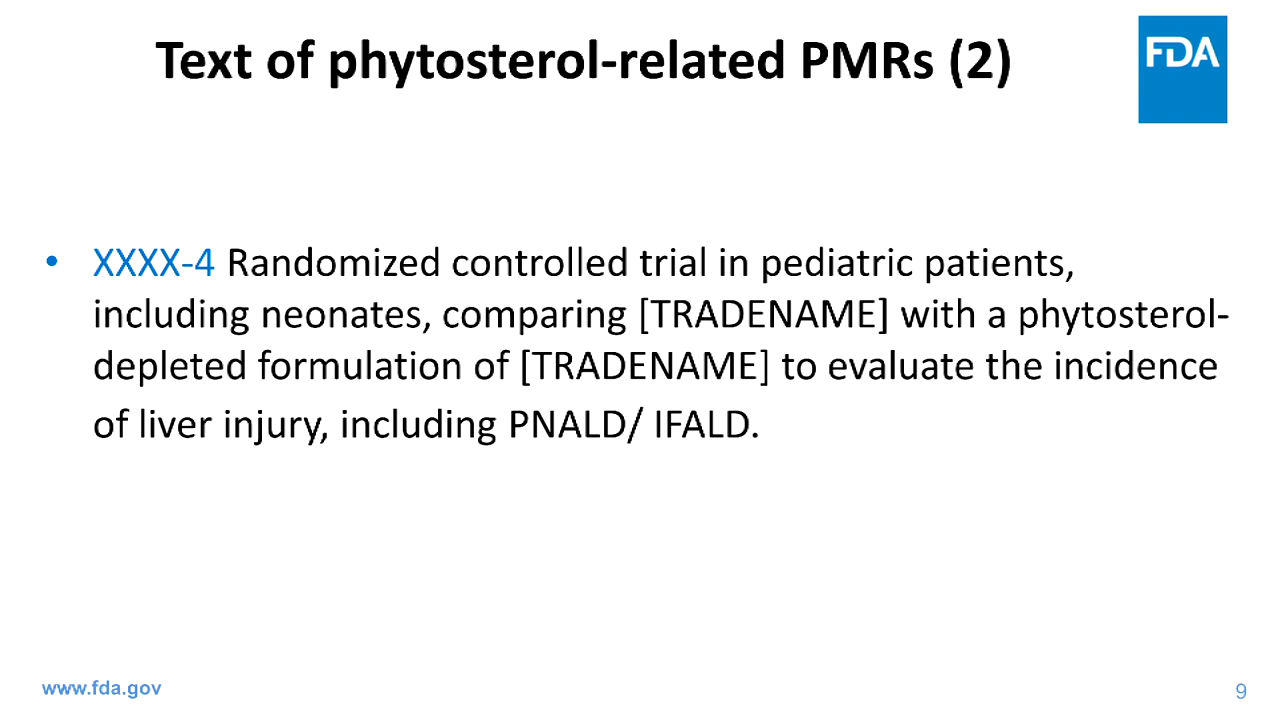 Text of phytosterol-related PMRs (2)
FDA
• XXXX-4 Randomized controlled trial in pediatric patients,
including neonates, comparing [TRADENAME] with a phytosterol-
depleted formulation of [TRADENAME] to evaluate the incidence
of liver injury, including PNALD/ IFALD.
www.fda.gov
9